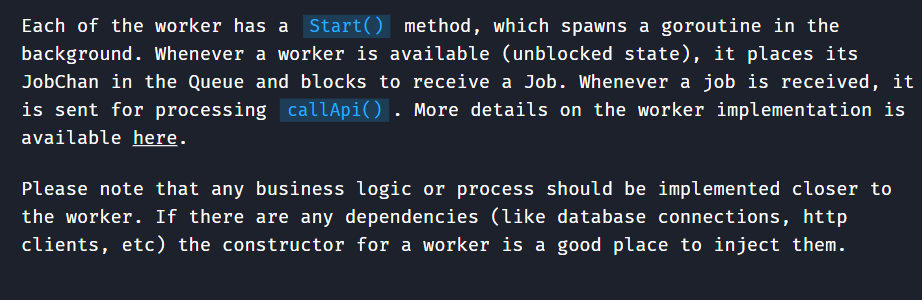 Each of the worker has a Start() method, which spawns a goroutine in the
background. Whenever a worker is available (unblocked state), it places its
JobChan in the Queue and blocks to receive a Job. Whenever a job is received, it
is sent for processing callApi() . More details on the worker implementation is
available here.
Please note that any business logic or process should be implemented closer to
the worker. If there are any dependencies (like database connections, http
clients, etc) the constructor for a worker is a good place to inject them.